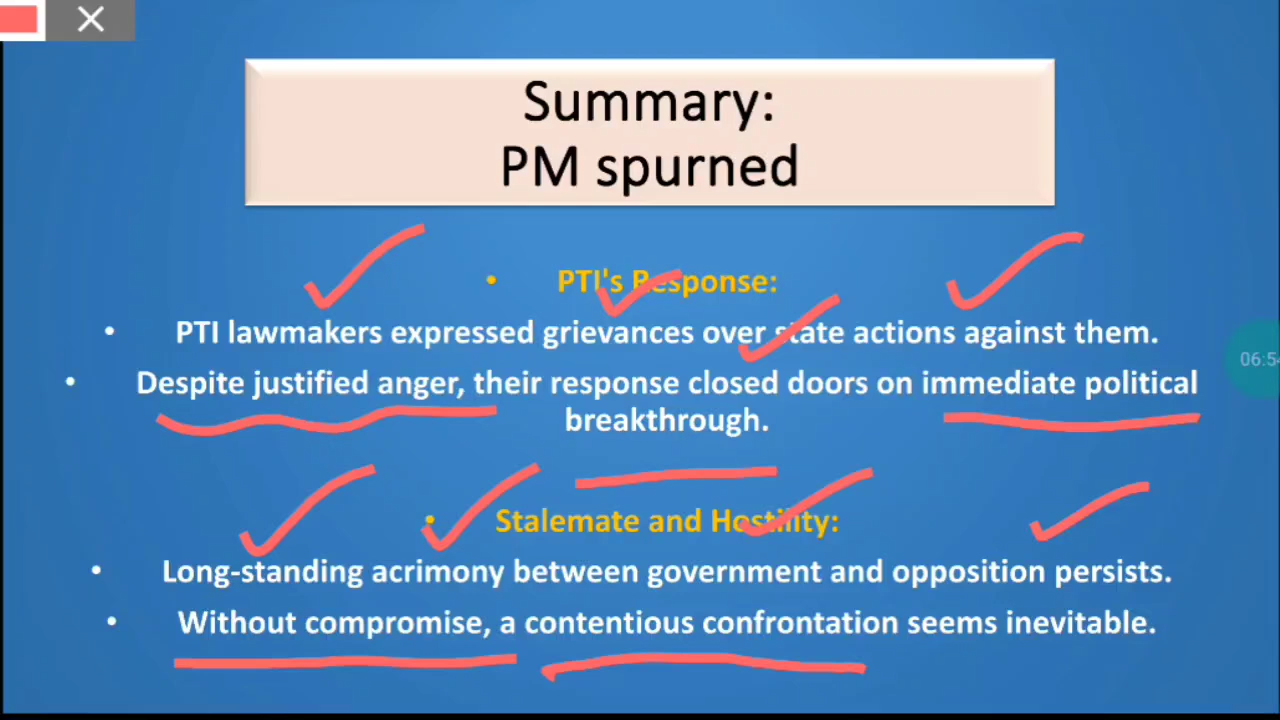 Summary:
PM spurned
• PTI's Response:
• PTI lawmakers expressed grievances over state actions against them.
• Despite justified anger, their response closed doors on immediate political
breakthrough.
• Stalemate and Hostility:
• Long-standing acrimony between government and opposition persists.
• Without compromise, a contentious confrontation seems inevitable.